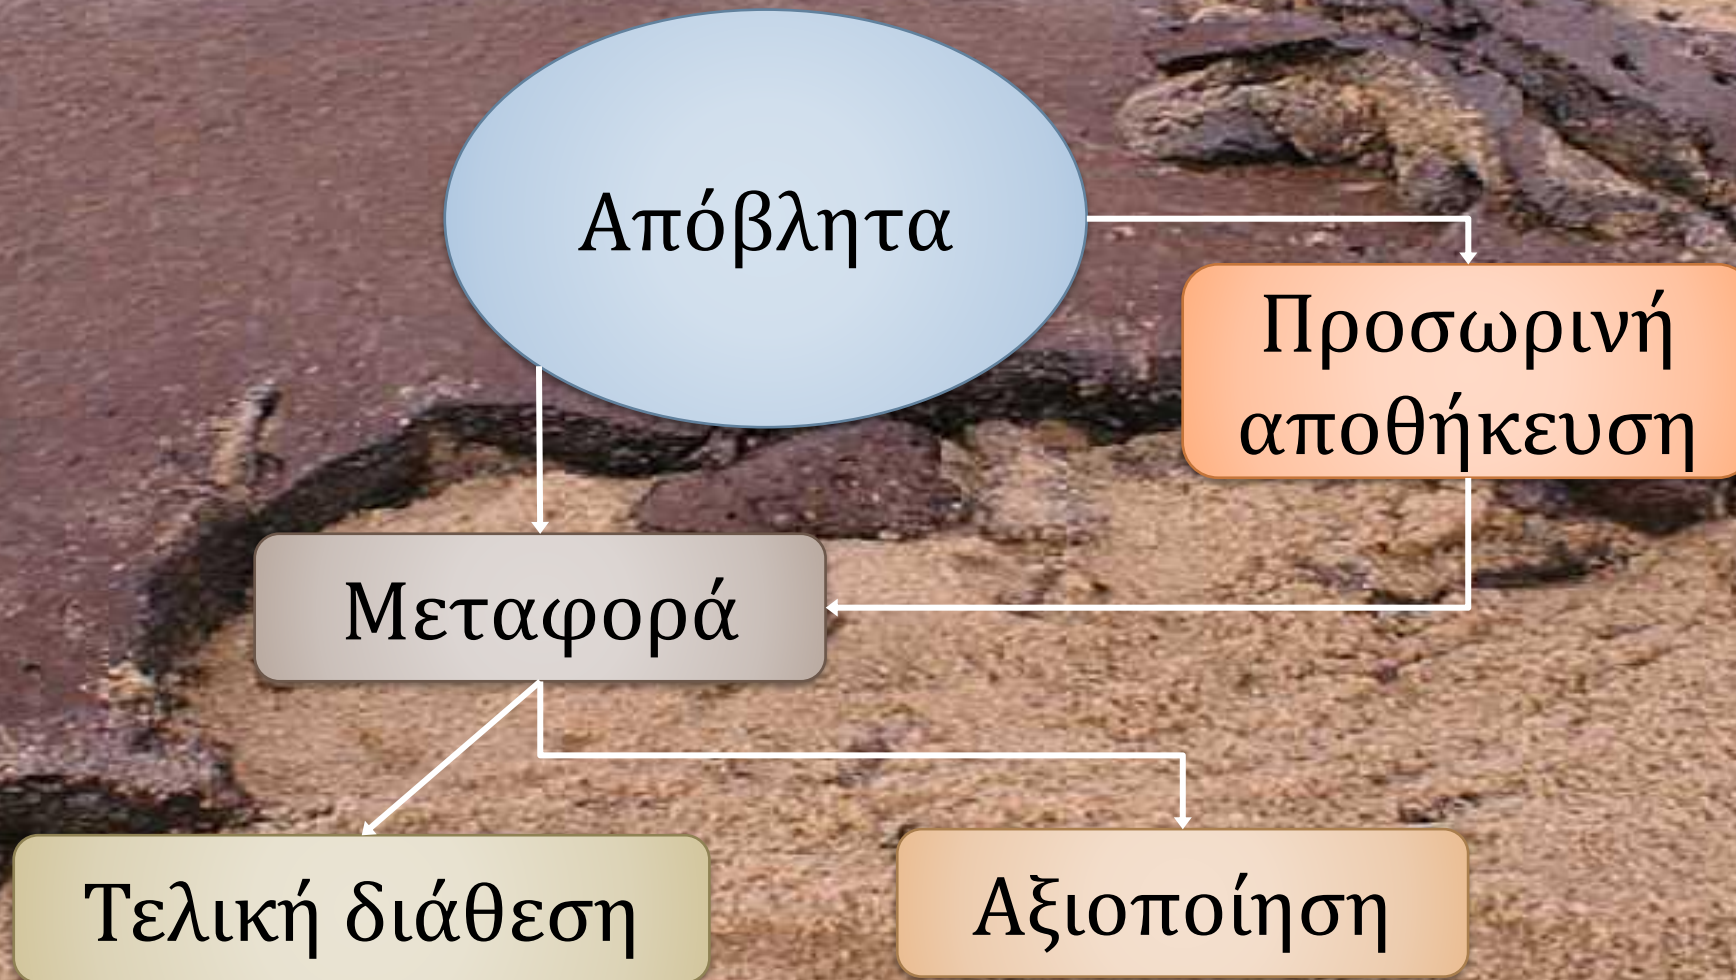 Απόβλητα
Προσωρινή
αποθήκευση
Μεταφορά
Τελική διάθεση
Αξιοποίηση